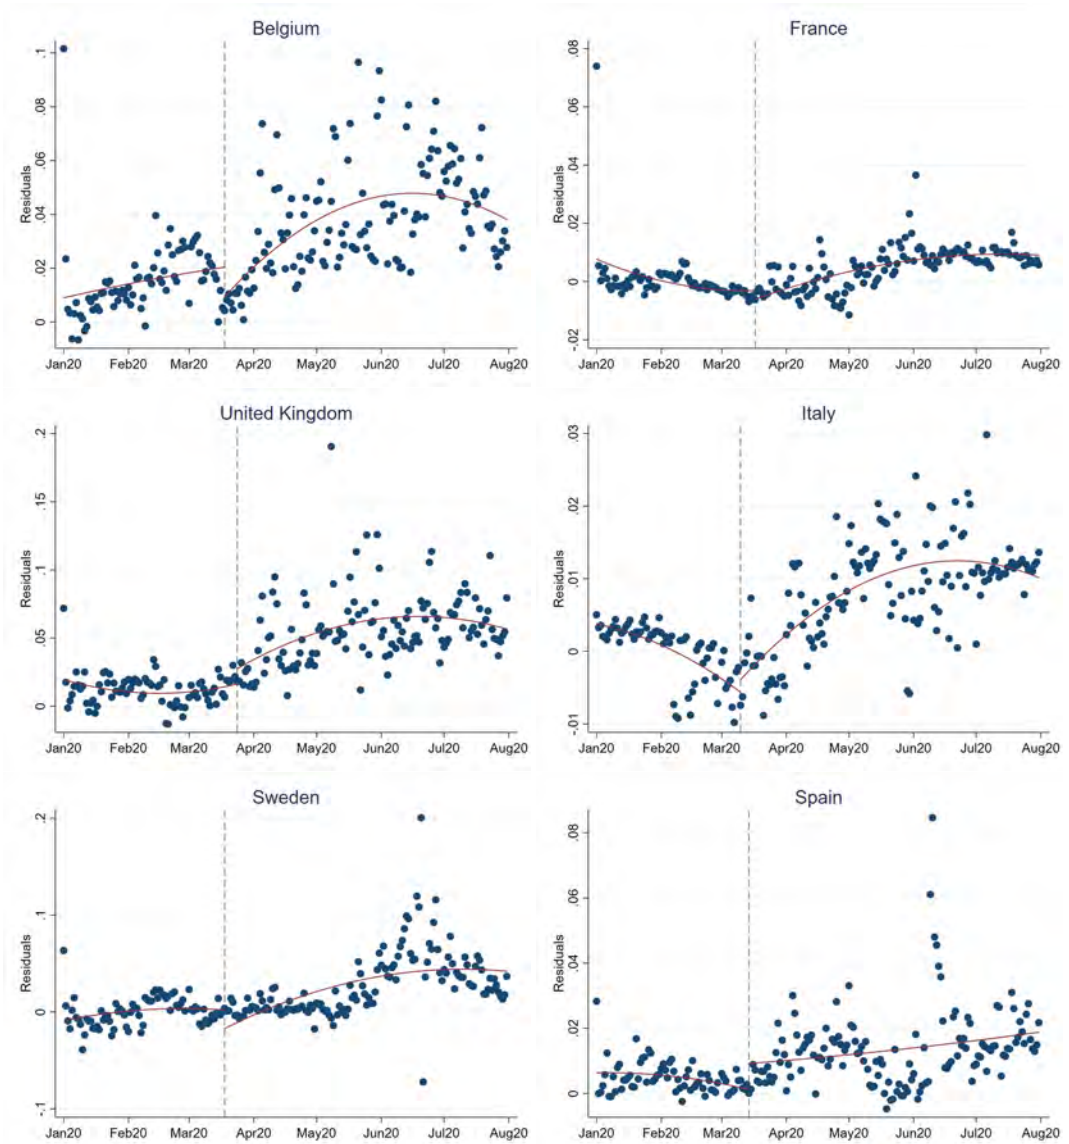 Belgium
.1
.08
.06
.04
.02
0
Residuals
Jan20 Feb20 Mar20 Apr20 May20 Jun20 Jul20 Aug20
France
.08
.06
.04
.02
0
-.02
Residuals
Jan20 Feb20 Mar20 Apr20 May20 Jun20 Jul20 Aug20
United Kingdom
.2
.15
.1
.05
0
Residuals
Jan20 Feb20 Mar20 Apr20 May20 Jun20 Jul20 Aug20
Italy
.03
.02
.01
0
-.01
Residuals
Jan20 Feb20 Mar20 Apr20 May20 Jun20 Jul20 Aug20
Sweden
.2
.1
0
-.1
Residuals
Jan20 Feb20 Mar20 Apr20 May20 Jun20 Jul20 Aug20
Spain
.08
.06
.04
.02
0
Residuals
Jan20 Feb20 Mar20 Apr20 May20 Jun20 Jul20 Aug20